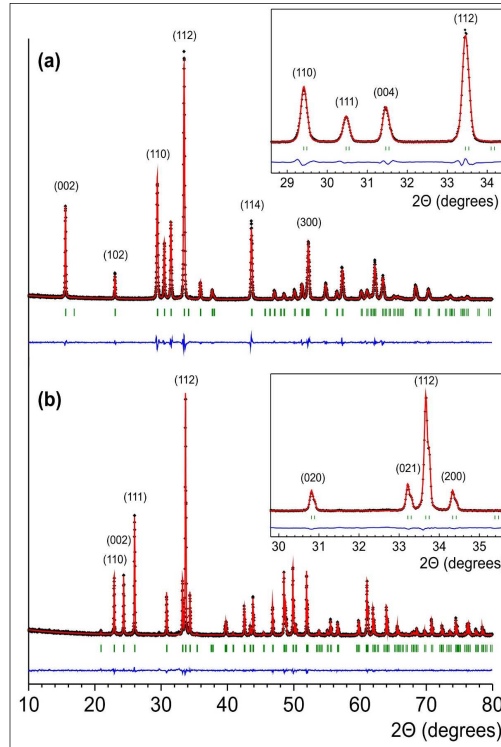 (a)
(002)
(102)
(110)
(112)
(114)
(300)
(110)
(111)
(004)
(112)
29 30 31 32 33 34
2Θ (degrees)
(b)
(110)
(002)
(111)
(112)
(020)
(021)
(112)
(200)
30 31 32 33 34 35
2Θ (degrees)
10 20 30 40 50 60 70 80
2Θ (degrees)